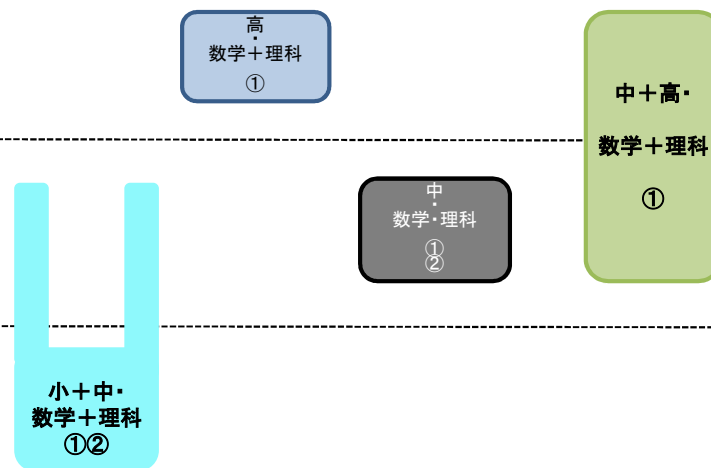 高
・
数学＋理科
①
中＋高・
数学＋理科
①
中
・
数学・理科
①
②
小＋中・
数学＋理科
①②